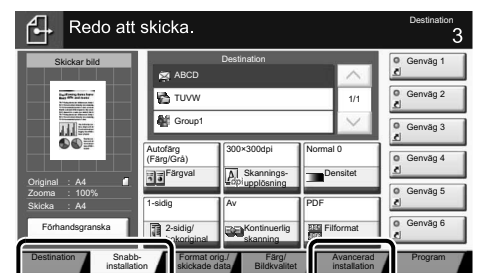 Redo att skicka.
Destination
3
Skickar bild
Original : A4
Zooma : 100%
Skicka : A4
Förhandsgranska
Destination
ABCD
TUVW
Group1
1/1
Autofärg
(Färg/Grå)
Färgval
300×300dpi
dpi
Skannings-
upplösning
Normal 0
Densitet
1-sidig
2-sidig/
bokoriginal
Av
Kontinuerlig
skanning
PDF
Filformat
Genväg 1
Genväg 2
Genväg 3
Genväg 4
Genväg 5
Genväg 6
Destination
Snabb-
installation
Format orig./
skickade data
Färg/
Bildkvalitet
Avancerad
installation
Program